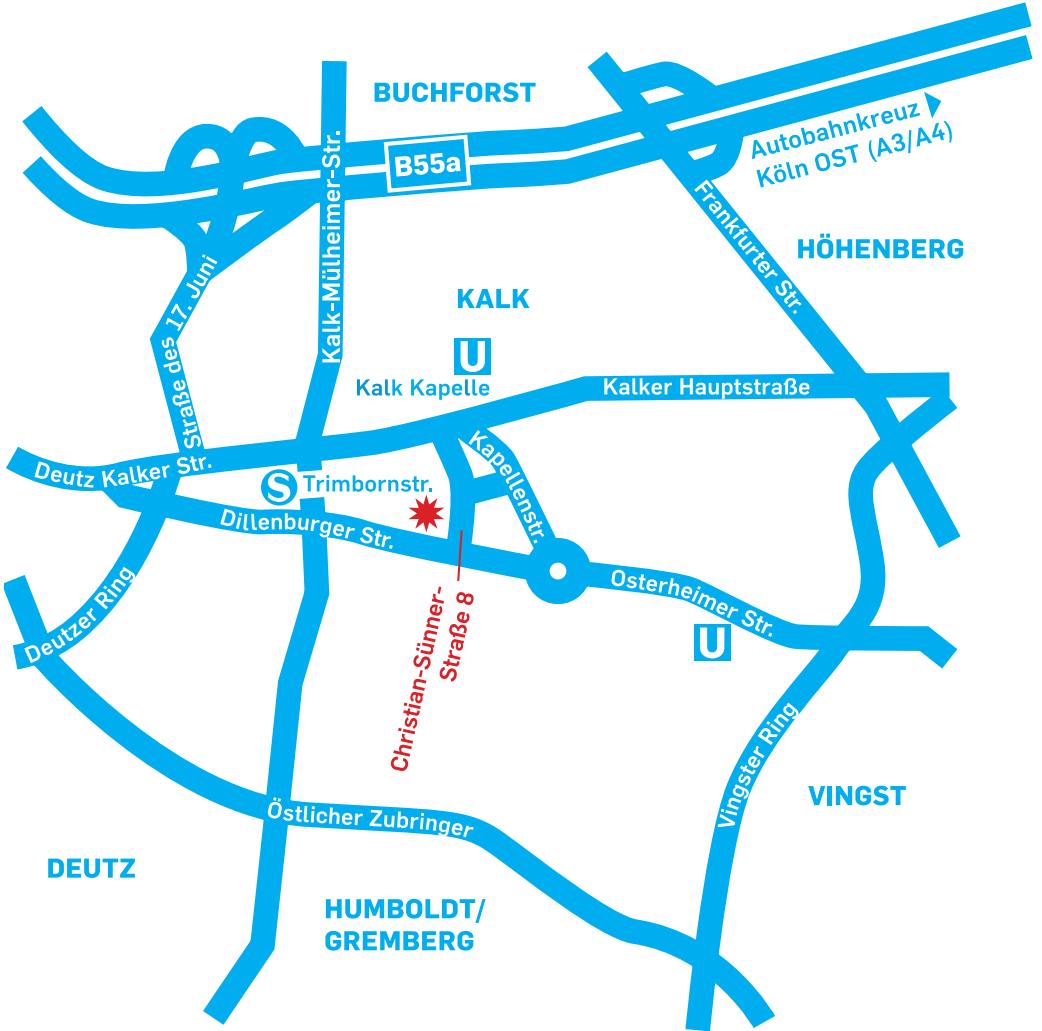 BUCHFORST
B55a
Autobahnkreuz
Köln OST (A3/A4)
Kalk-Mülheimer-Str.
Frankfurter Str.
HÖHENBERG
Straße des 17. Juni
KALK
U
Kalk Kapelle
Kalker Hauptstraße
Deutz Kalker Str.
S Trimbornstr.
Kapellenstr.
Dillenburger Str.
Deutzer Ring
Osterheimer Str.
U
Christian-Sünner-
Straße 8
Vingster Ring
VINGST
Östlicher Zubringer
DEUTZ
HUMBOLDT/
GREMBERG